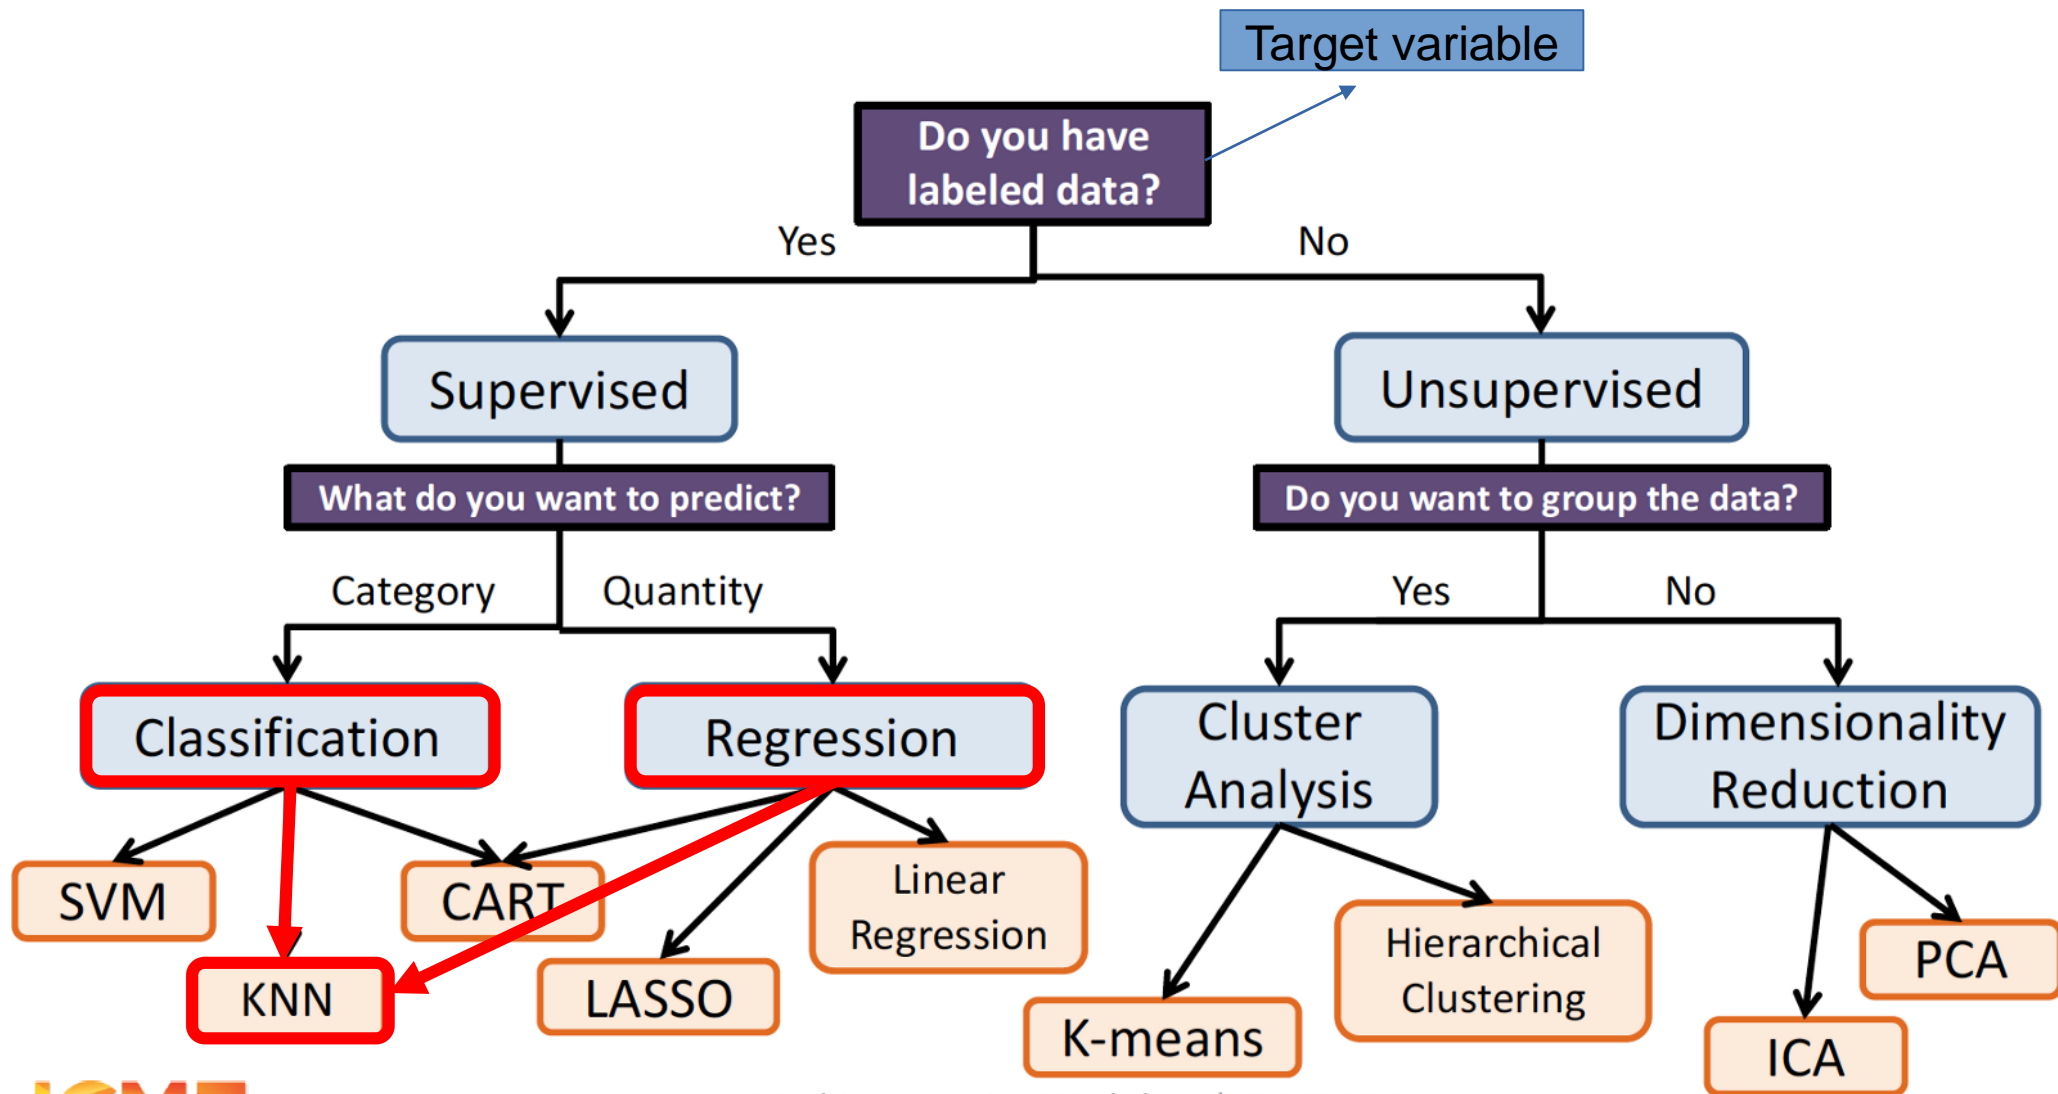 Target variable
Do you have
labeled data?
Yes
No
Supervised
Unsupervised
What do you want to predict?
Do you want to group the data?
Category
Quantity
Yes
No
Classification
Regression
Cluster
Analysis
Dimensionality
Reduction
SVM
CART
Linear
Regression
KNN
LASSO
K-means
Hierarchical
Clustering
PCA
ICA